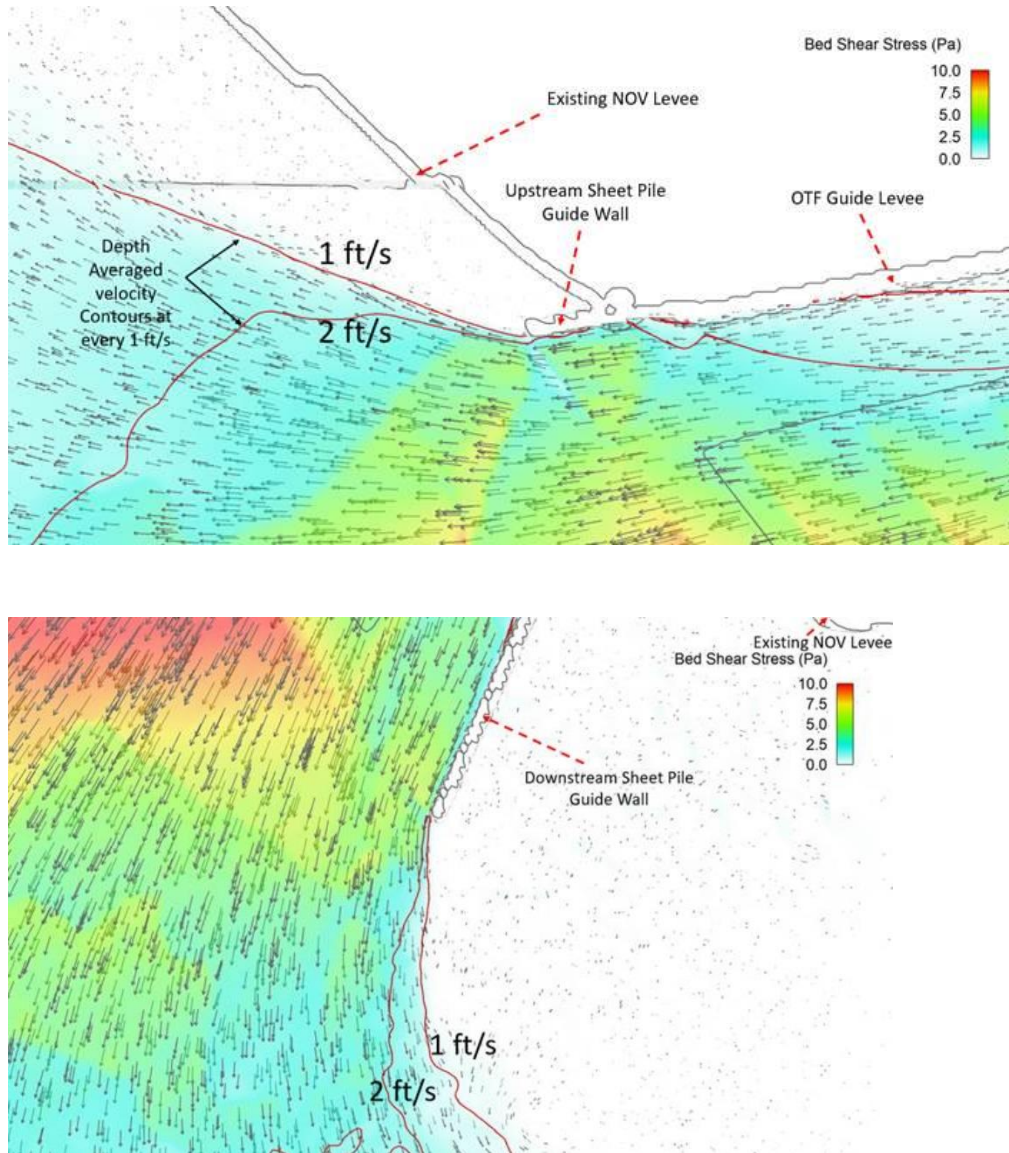 Bed Shear Stress (Pa)
10.0
7.5
5.0
2.5
0.0
Existing NOV Levee
Upstream Sheet Pile
Guide Wall
OTF Guide Levee
Depth
Averaged
velocity
Contours at
every 1 ft/s
1 ft/s
2 ft/s
Existing NOV Levee
Bed Shear Stress (Pa)
10.0
7.5
5.0
2.5
0.0
Downstream Sheet Pile
Guide Wall
1 ft/s
2 ft/s